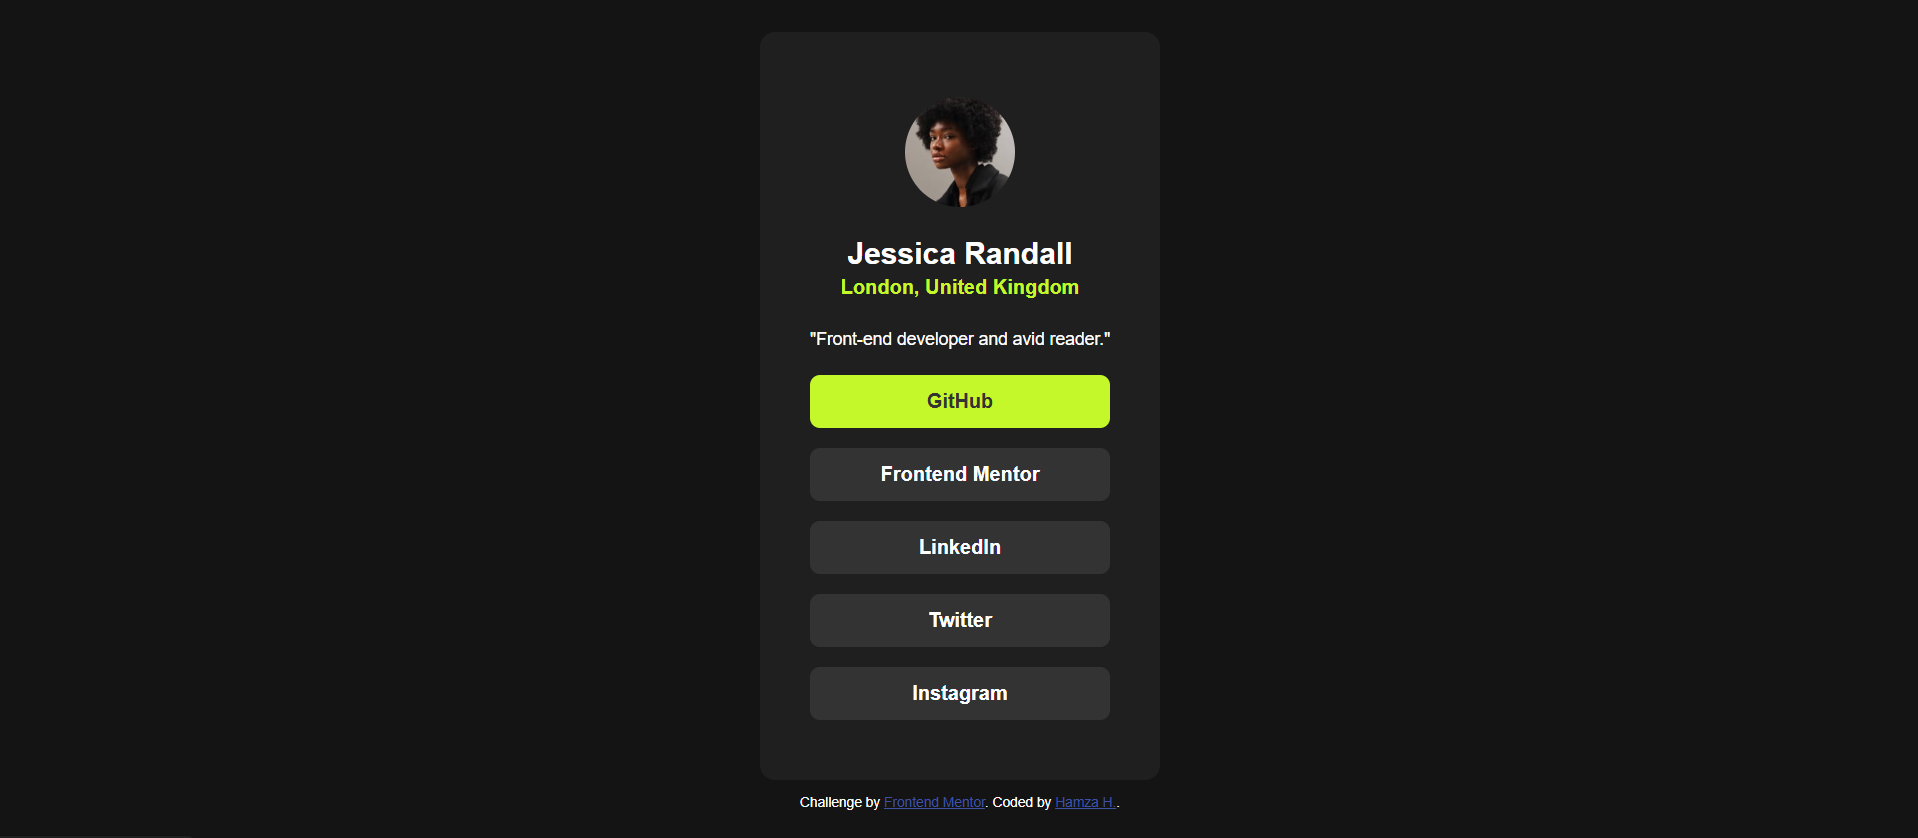 Jessica Randall
London, United Kingdom
"Front-end developer and avid reader."
GitHub
Frontend Mentor
LinkedIn
Twitter
Instagram
Challenge by Frontend Mentor. Coded by Hamza H..